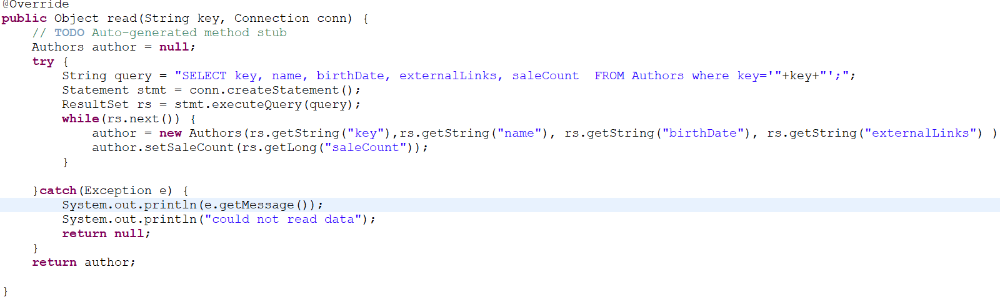 @Override
public Object read(String key, Connection conn) {
    // TODO Auto-generated method stub
    Authors author = null;
    try {
        String query = "SELECT key, name, birthDate, externalLinks, saleCount  FROM Authors where key='"+key+"';";
        Statement stmt = conn.createStatement();
        ResultSet rs = stmt.executeQuery(query);
        while(rs.next()) {
            author = new Authors(rs.getString("key"),rs.getString("name"), rs.getString("birthDate"), rs.getString("externalLinks") )
            author.setSaleCount(rs.getLong("saleCount"));
        }
    }catch(Exception e) {
        System.out.println(e.getMessage());
        System.out.println("could not read data");
        return null;
    }
    return author;
}